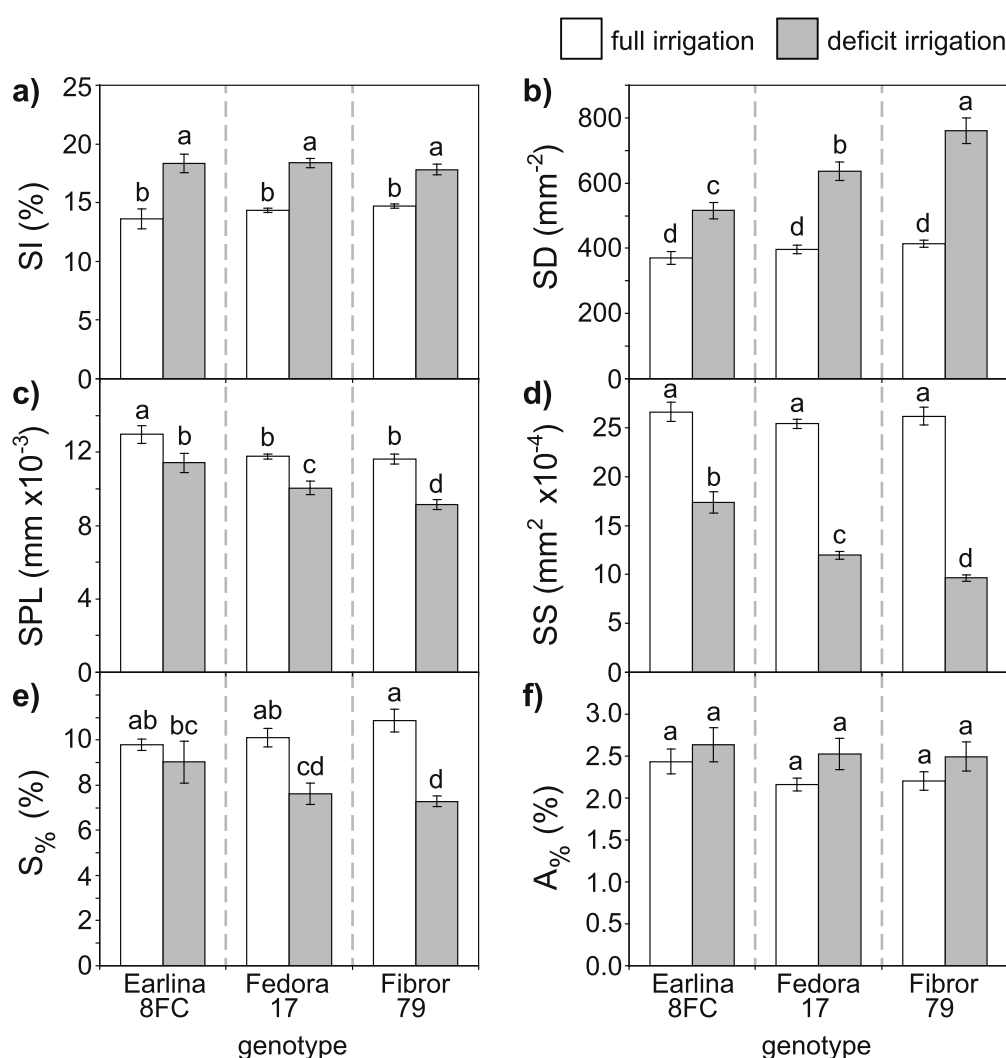 full irrigation deficit irrigation
a)
SI (%)
25
20
15
10
5
0
b a b a b a
b)
SD (mm-2)
800
600
400
200
0
d c d b d a
c)
SPL (mm x10-3)
12
8
4
0
a b b c b d
d)
SS (mm2 x10-4)
25
20
15
10
5
0
a b a c a d
e)
S% (%)
10
8
6
4
2
0
ab bc ab cd a d
f)
A% (%)
3.0
2.5
2.0
1.5
1.0
0.5
0.0
a a a a a a
Earlina Fedora Fibror
8FC 17 79
genotype
Earlina Fedora Fibror
8FC 17 79
genotype